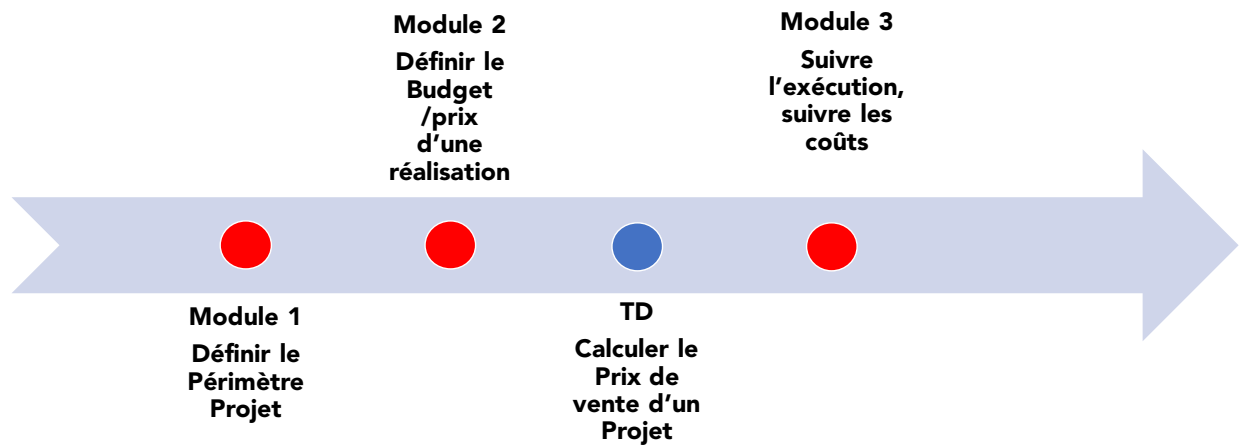 Module 1
Définir le
Périmètre
Projet
Module 2
Définir le
Budget
/prix
d’une
réalisation
TD
Calculer le
Prix de
vente d’un
Projet
Module 3
Suivre
l’exécution,
suivre les
coûts